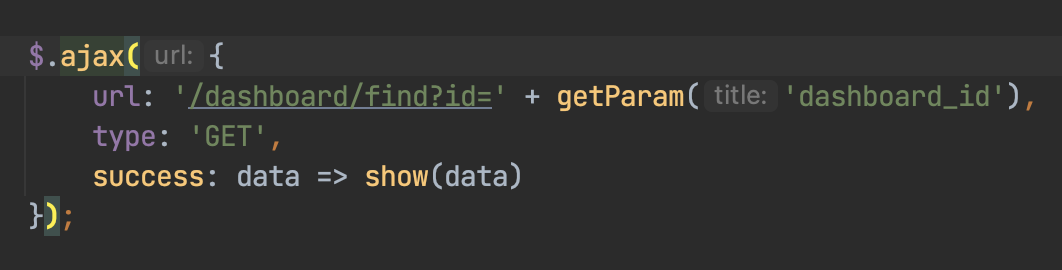 $.ajax( url: {
url: '/dashboard/find?id=' + getParam( title: 'dashboard_id'),
type: 'GET',
success: data => show(data)
});